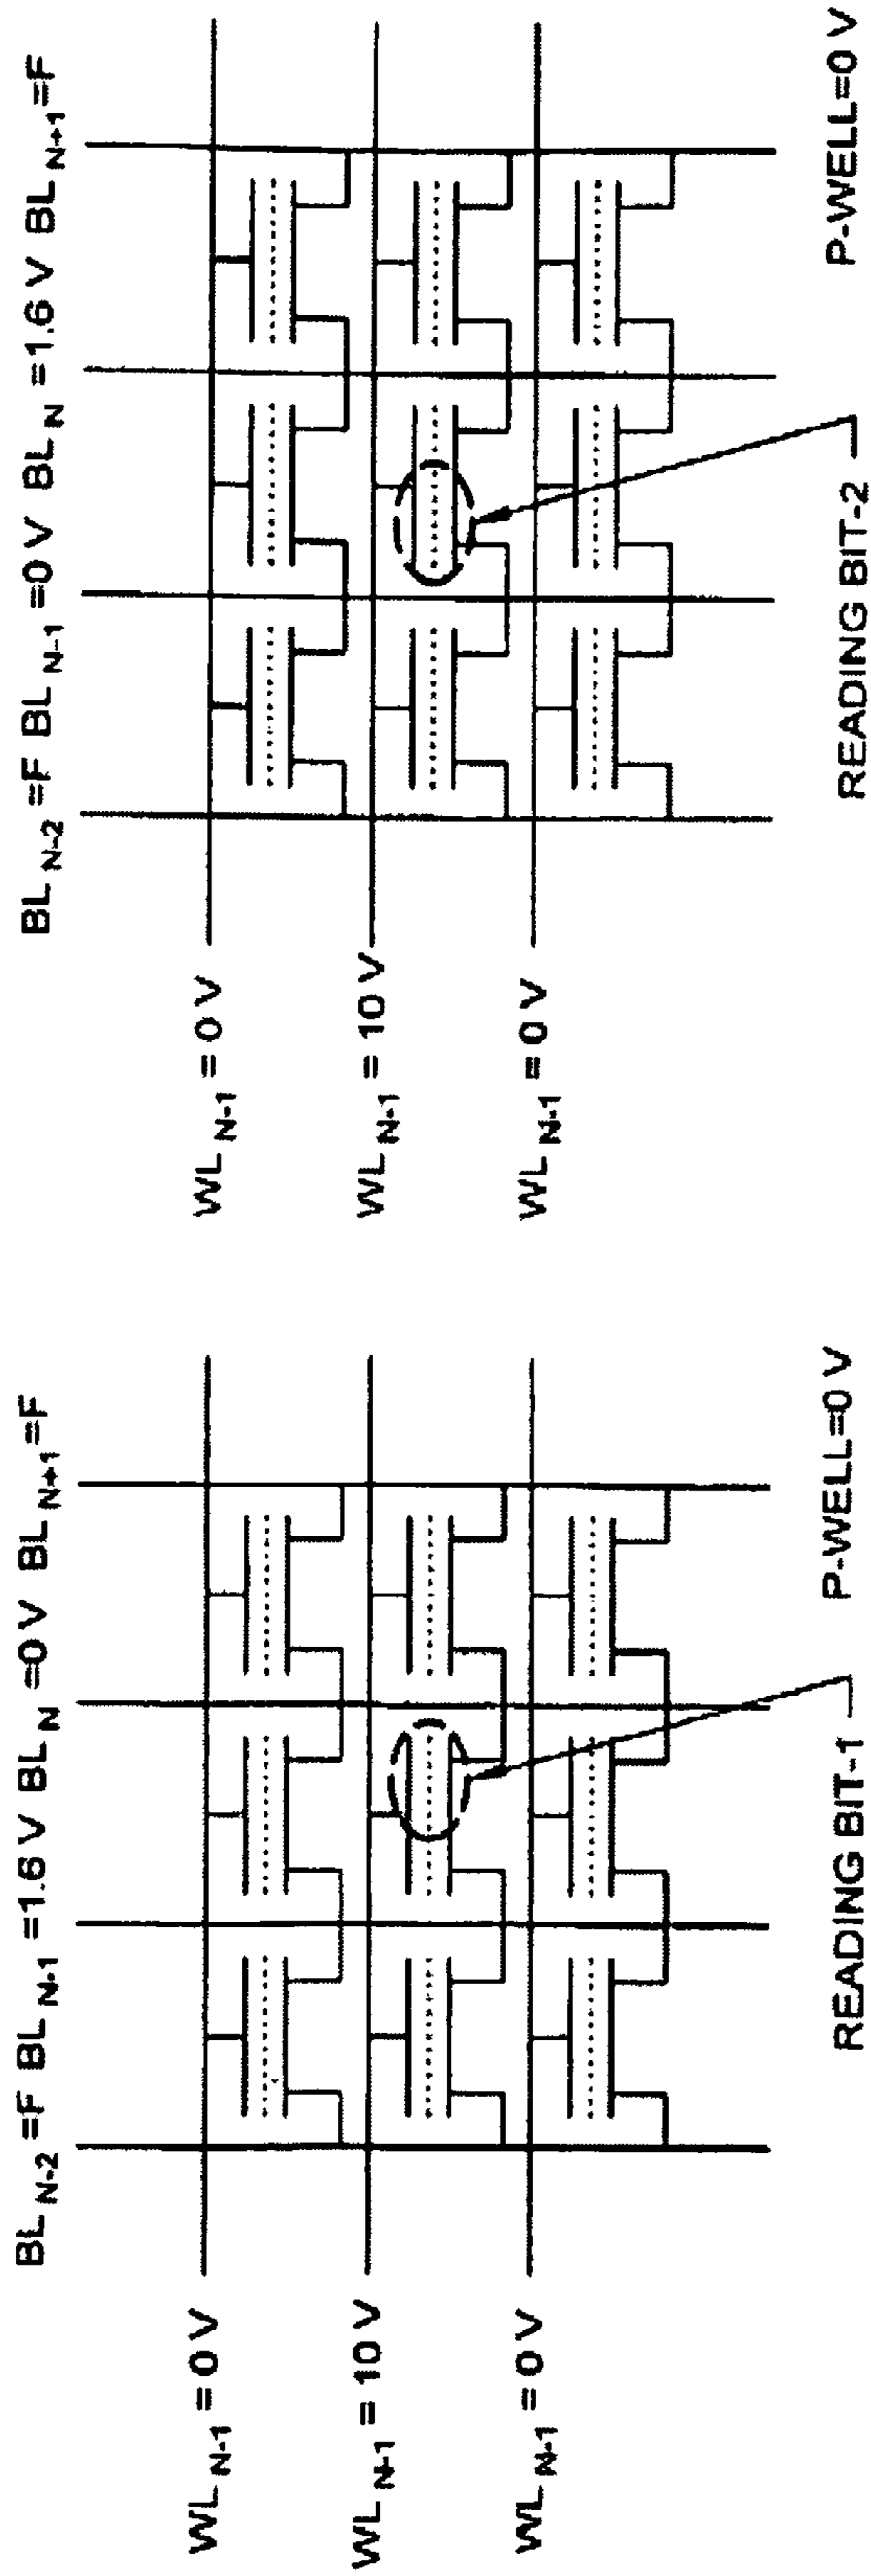 BL N-2 =F BL N-1 =1.6 V BL N =0 V BL N+1 =F
WL N-1 = 0 V
WL N-1 = 10 V
WL N-1 = 0 V
READING BIT-1
P-WELL=0 V
BL N-2 =F BL N-1 =0 V BL N =1.6 V BL N+1 =F
WL N-1 = 0 V
WL N-1 = 10 V
WL N-1 = 0 V
READING BIT-2
P-WELL=0 V